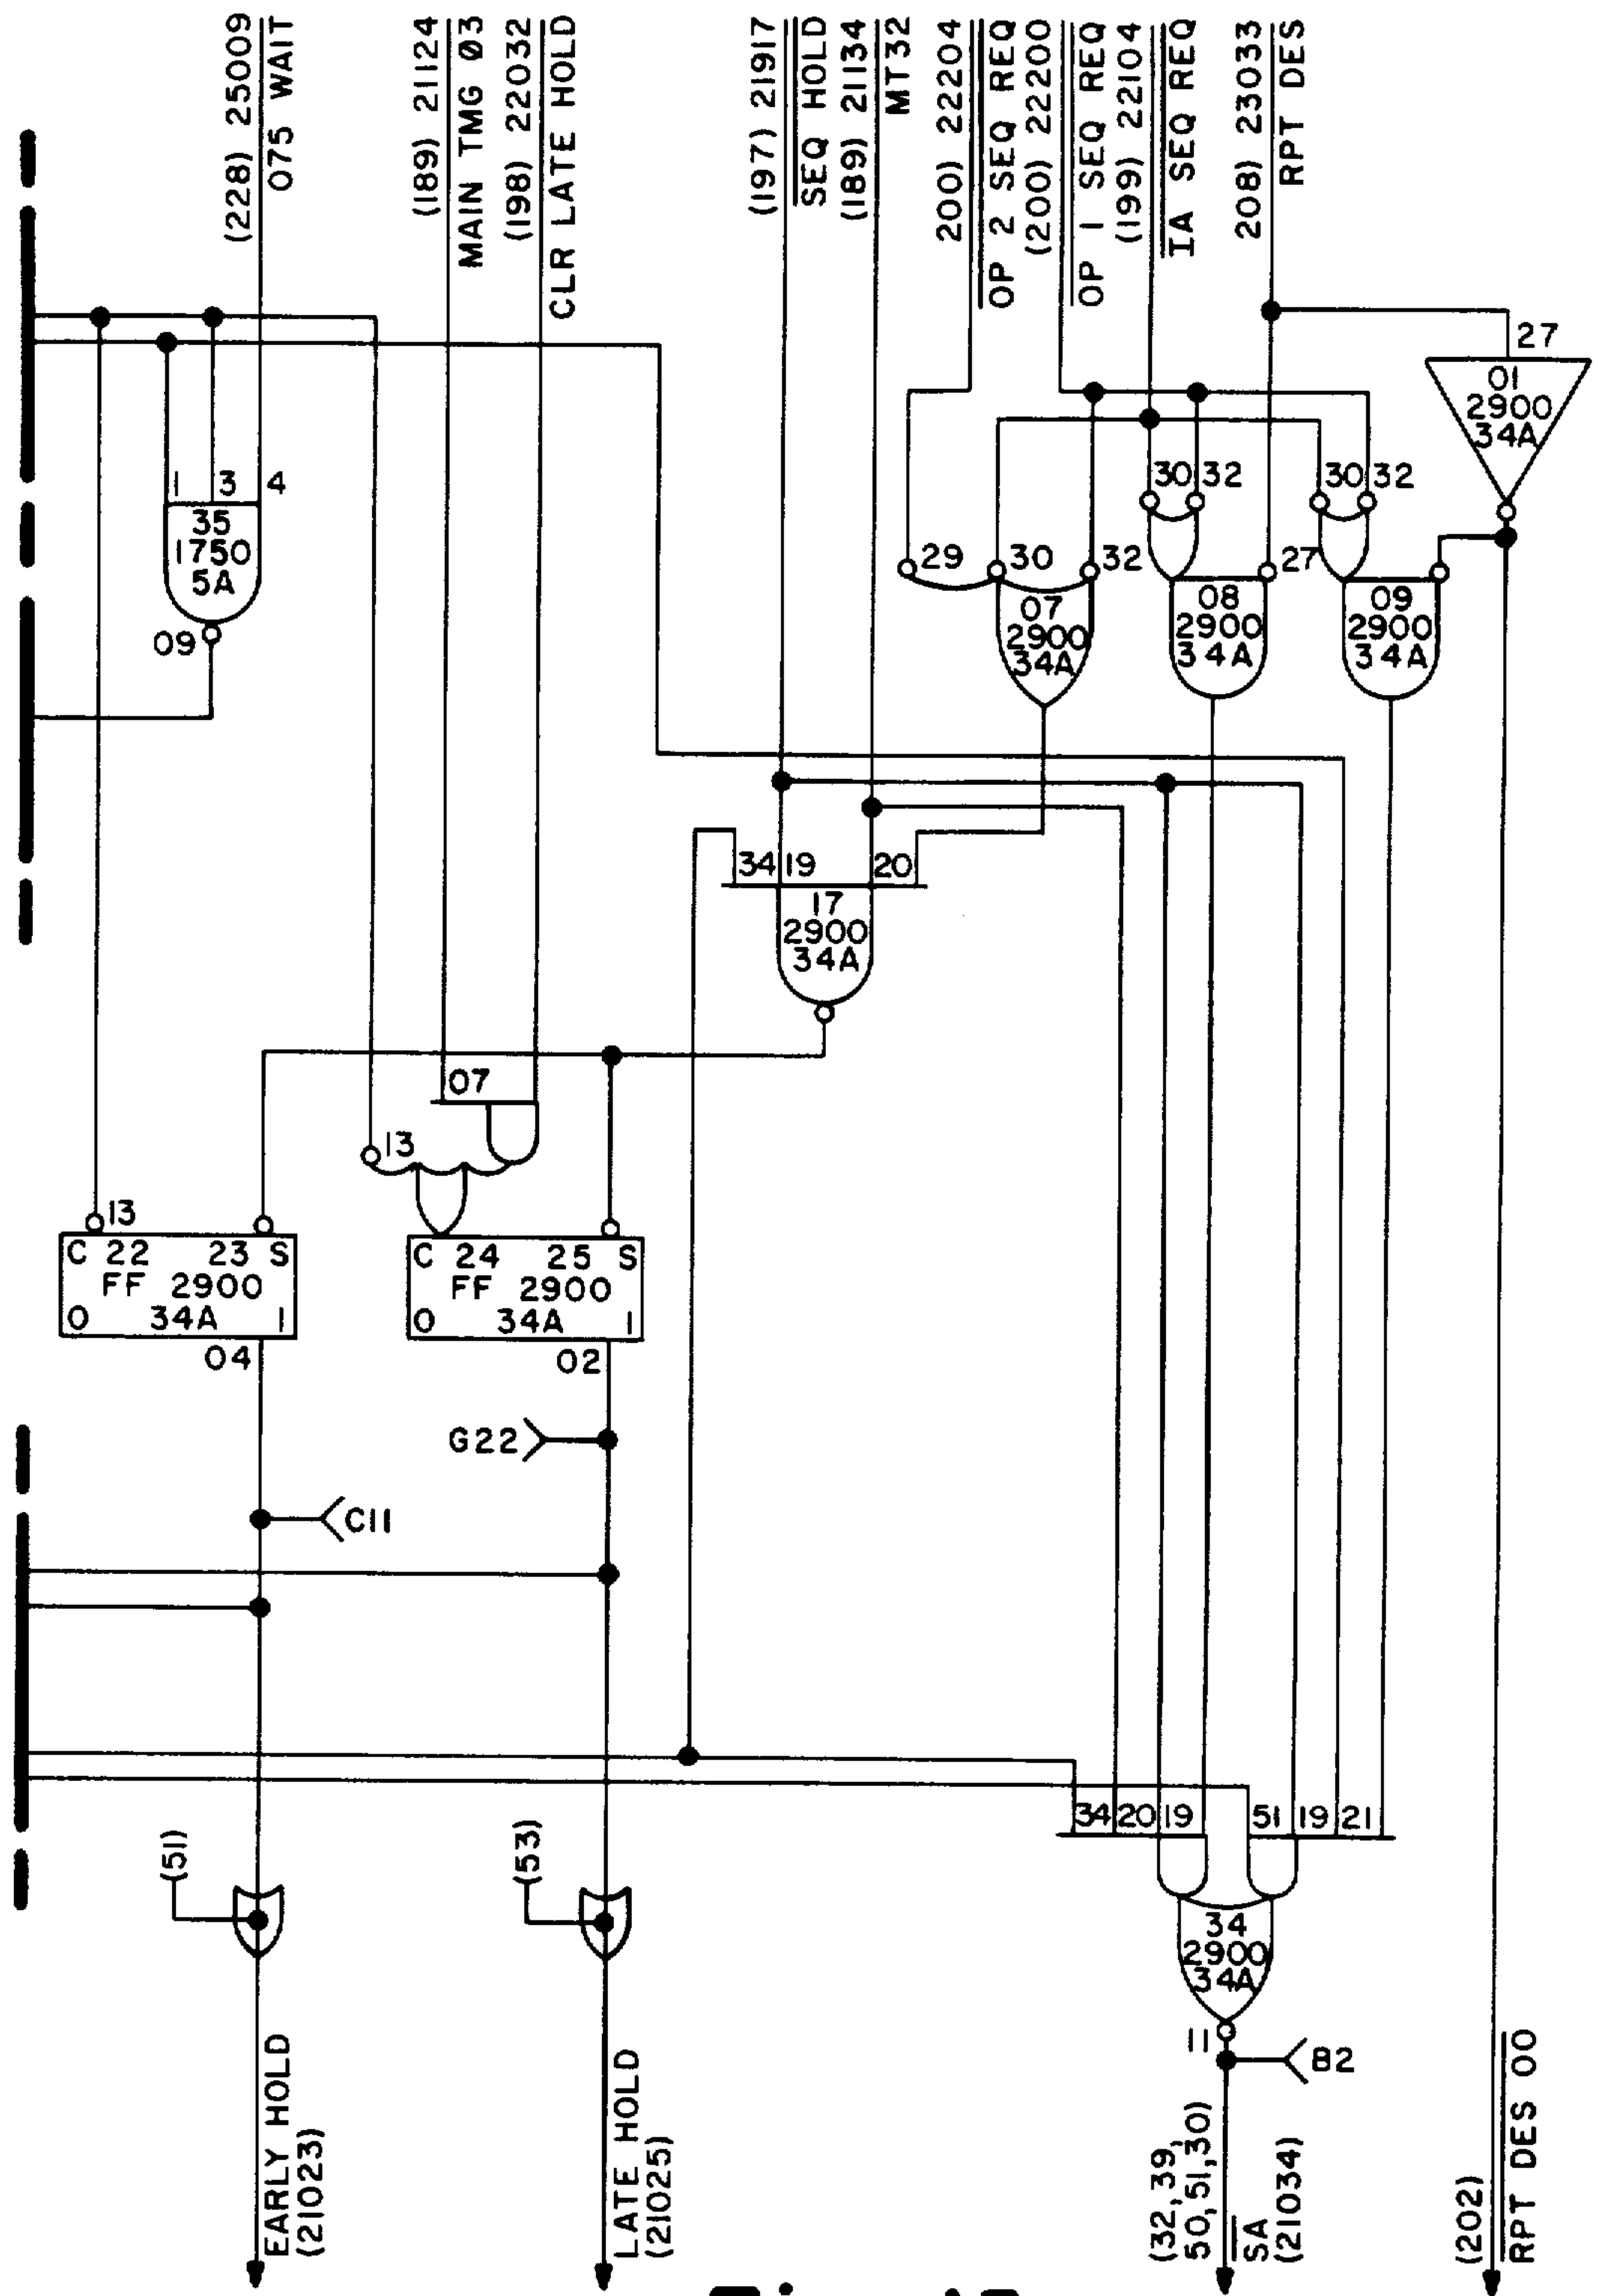 (228) 25009
075 WAIT
(189) 21124
MAIN TMG Ø3
(198) 22032
CLR LATE HOLD
(197) 21917
SEQ HOLD
(189) 21134
MT32
200) 22204
OP 2 SEQ REQ
(200) 22200
OP 1 SEQ REQ
(199) 22104
IA SEQ REQ
208) 23033
RPT DES
27
01
2900
34A
1 3 4
35
1750
5A
09
30 32
30 32
29 30 32
27
07
2900
34A
08
2900
34A
09
2900
34A
34 19 20
17
2900
34A
07
13
13
C 22 23 S
FF 2900
0 34A 1
04
C 24 25 S
FF 2900
0 34A 1
02
G22
C11
34 20 19 51 19 21
(51)
(53)
34
2900
34A
11
B2
EARLY HOLD
(21023)
LATE HOLD
(21025)
(32,39,
50,51,30)
SA
(21034)
(202)
RPT DES 00